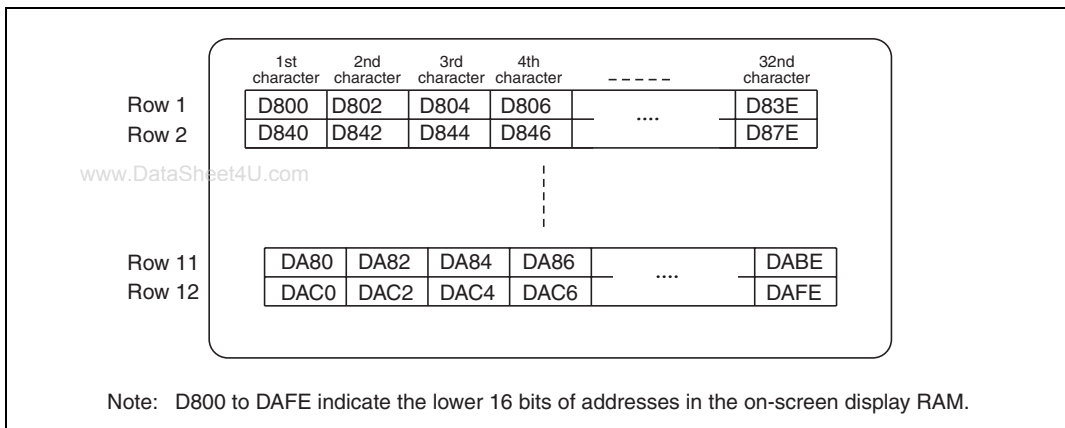 1st 2nd 3rd 4th 32nd
character character character character - - - - - character
Row 1 D800 D802 D804 D806 .... D83E
Row 2 D840 D842 D844 D846 D87E
www.DataSheet4U.com
Row 11 DA80 DA82 DA84 DA86 .... DABE
Row 12 DAC0 DAC2 DAC4 DAC6 DAFE
Note: D800 to DAFE indicate the lower 16 bits of addresses in the on-screen display RAM.